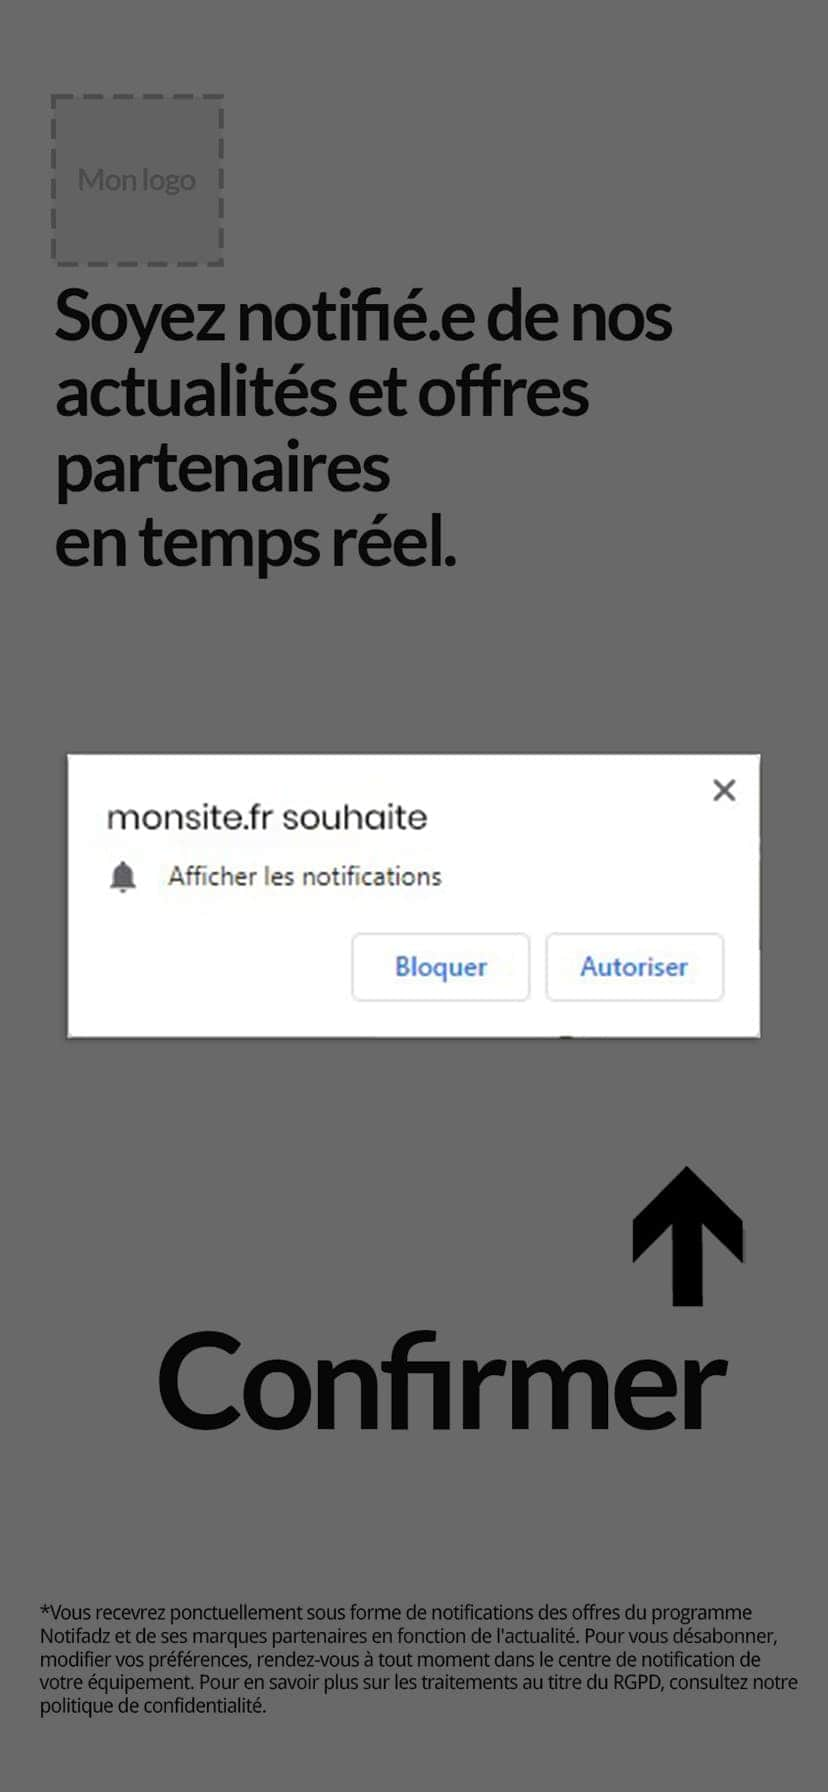 Mon logo
Soyez notifié.e de nos
actualités et offres
partenaires
en temps réel.
monsite.fr souhaite
Afficher les notifications
Bloquer
Autoriser
Confirmer
*Vous recevrez ponctuellement sous forme de notifications des offres du programme
Notifadz et de ses marques partenaires en fonction de l'actualité. Pour vous désabonner,
modifier vos préférences, rendez-vous à tout moment dans le centre de notification de
votre équipement. Pour en savoir plus sur les traitements au titre du RGPD, consultez notre
politique de confidentialité.